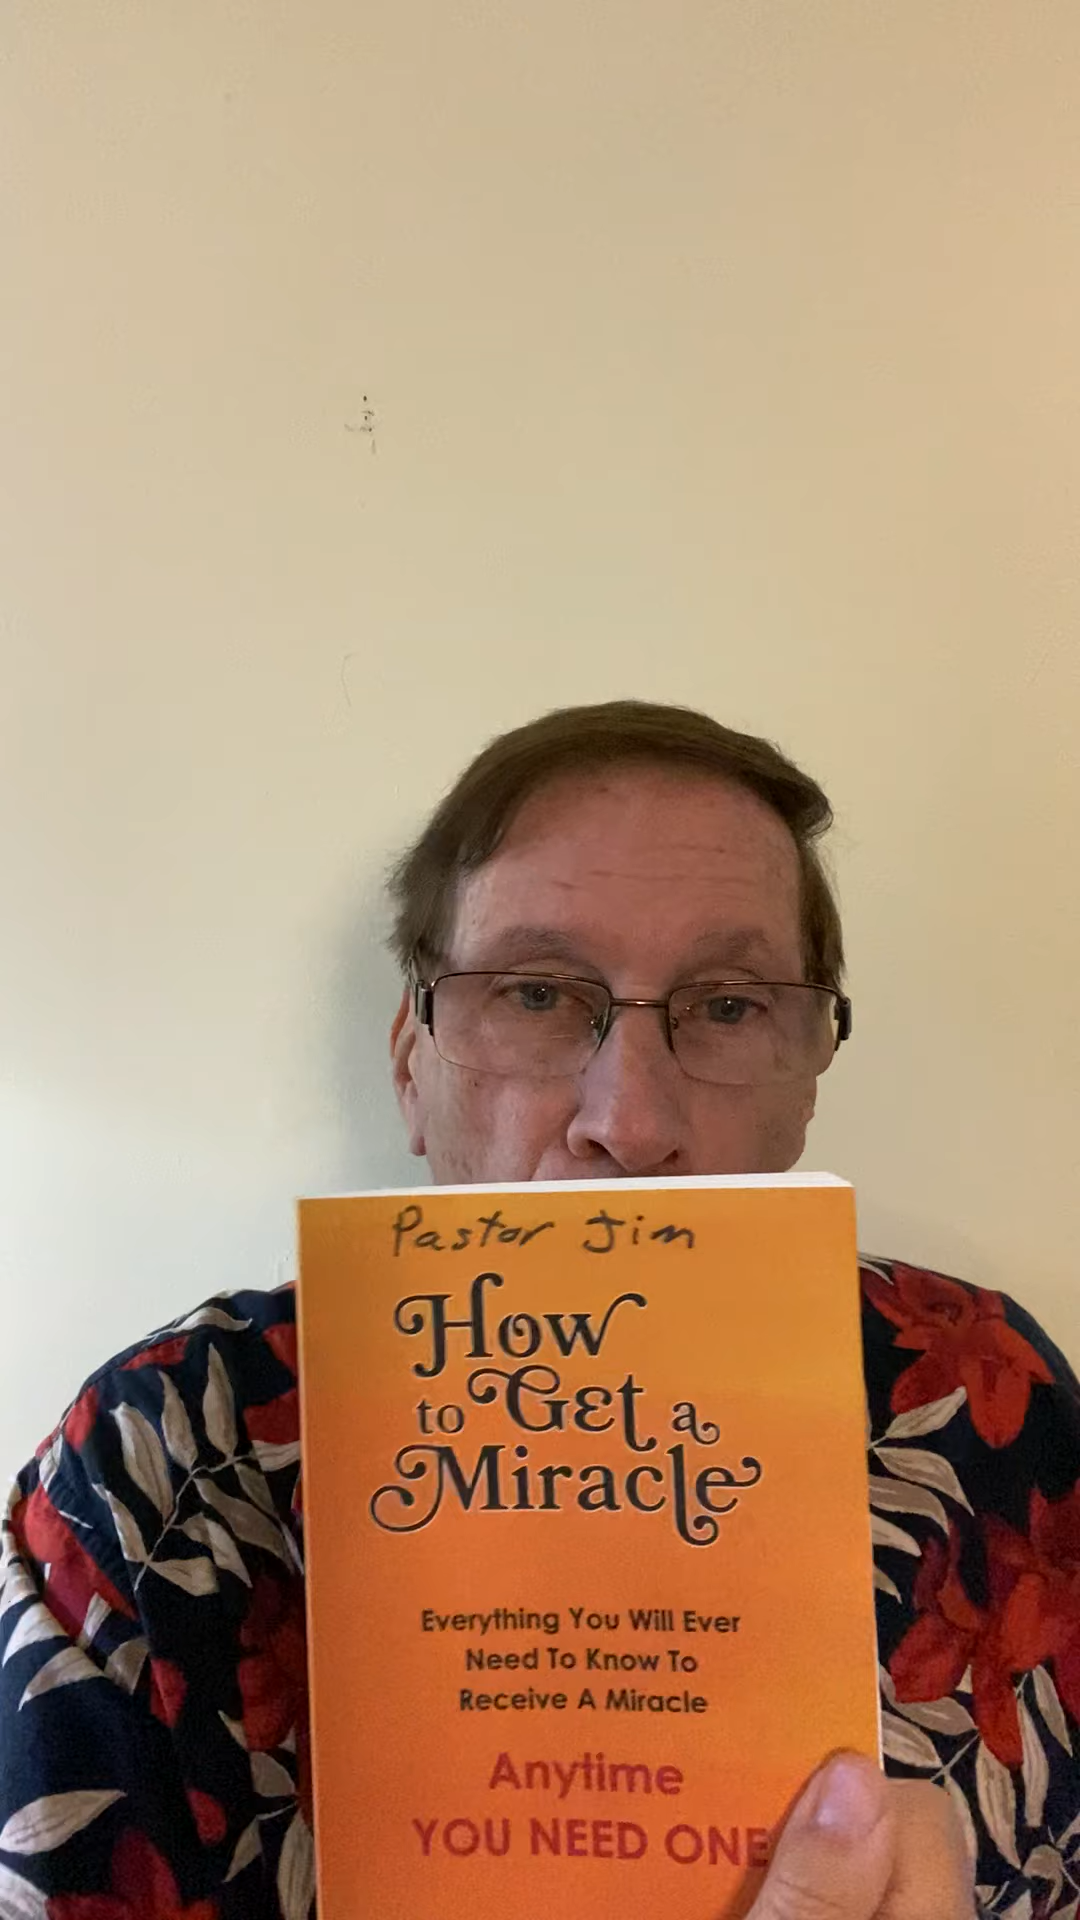 Pastor Jim
How
to Get a
Miracle
Everything You Will Ever
Need To Know To
Receive A Miracle
Anytime
YOU NEED ONE